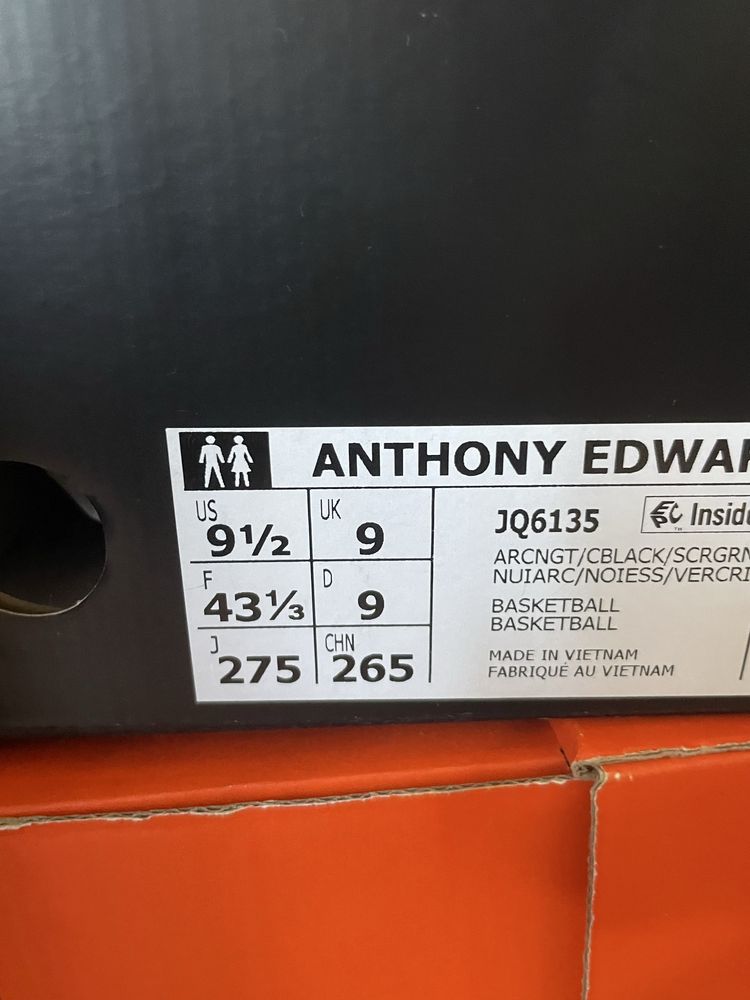 ANTHONY EDWAR
US 9½ UK 9
F 43⅓ D 9
J 275 CHN 265
JQ6135
ARCNGT/CBLACK/SCRGRN
NUIARC/NOIESS/VERCRI
BASKETBALL
BASKETBALL
MADE IN VIETNAM
FABRIQUÉ AU VIETNAM